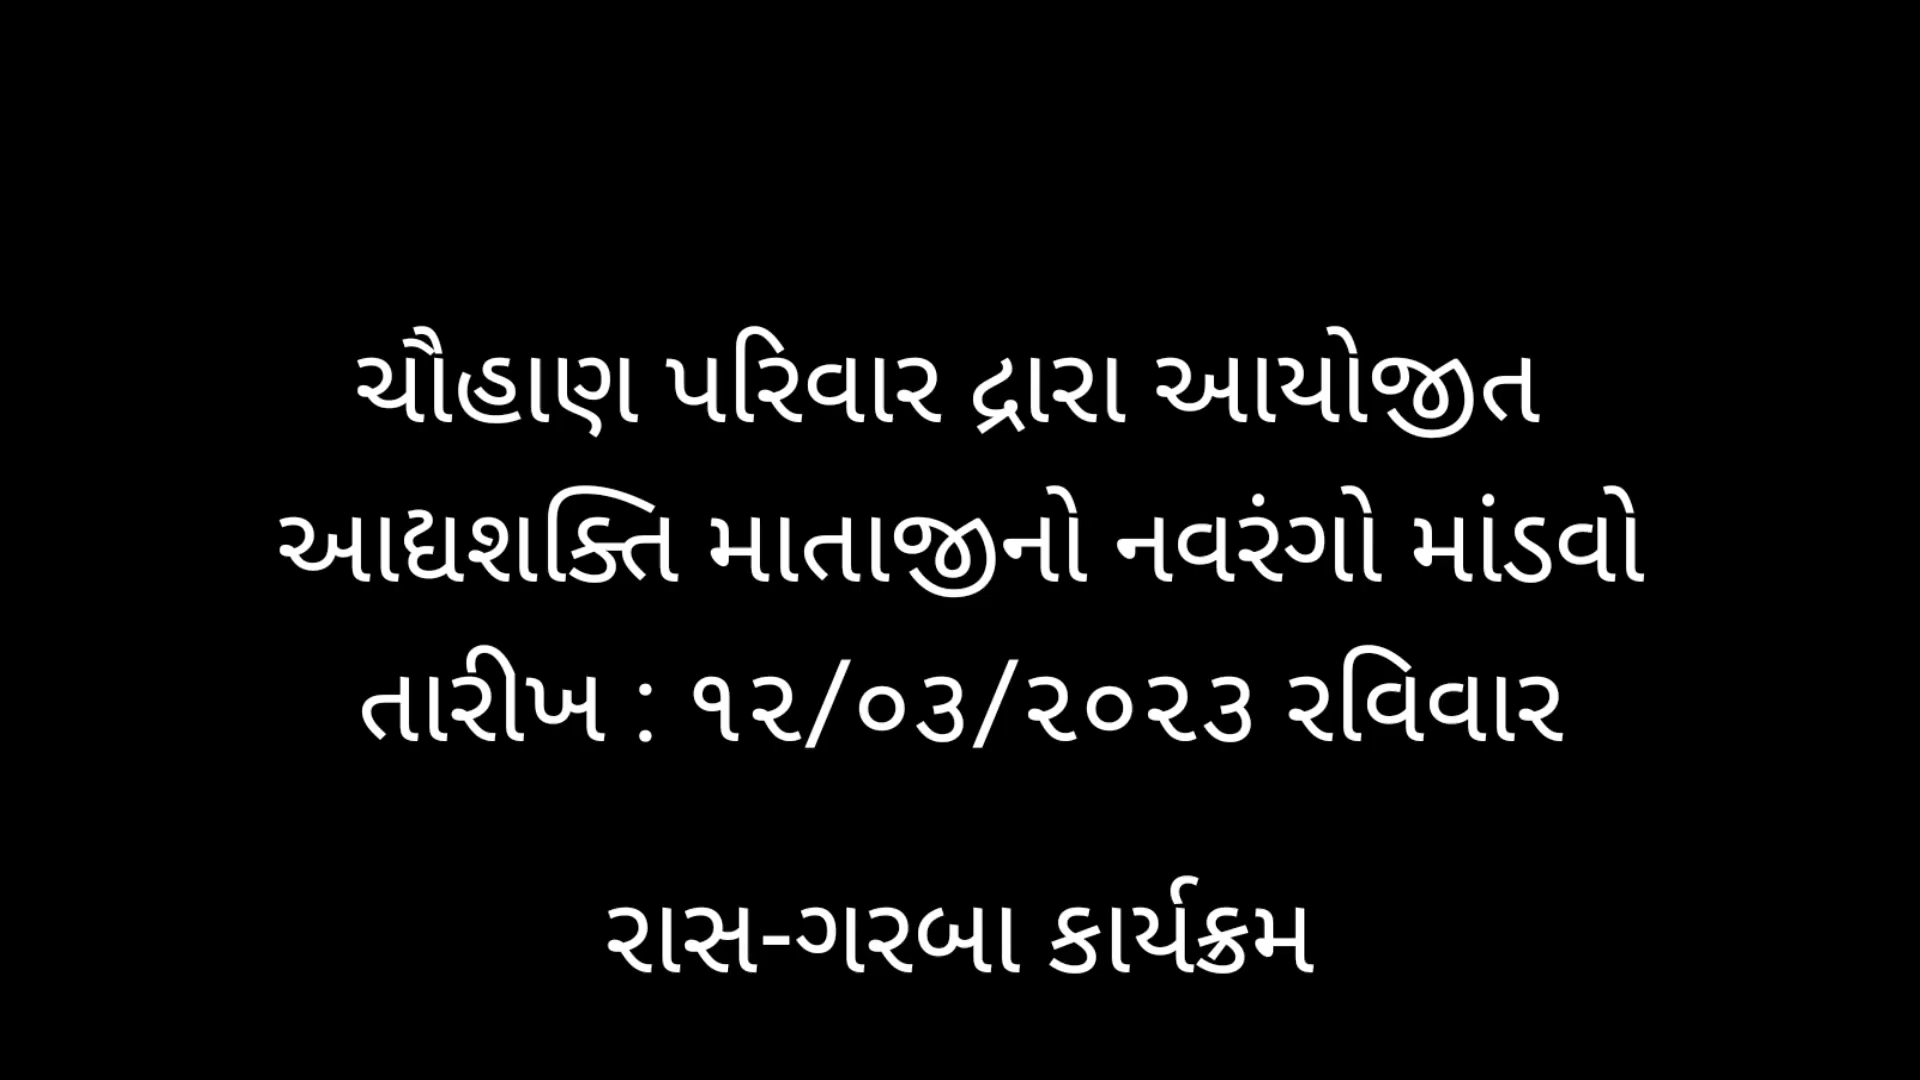 ચૌહાણ પરિવાર દ્રારા આયોજીત
આદ્યશક્તિ માતાજીનો નવરંગો માંડવો
તારીખ : ૧૨/૦૩/૨૦૨૩ રવિવાર
રાસ-ગરબા કાર્યક્રમ